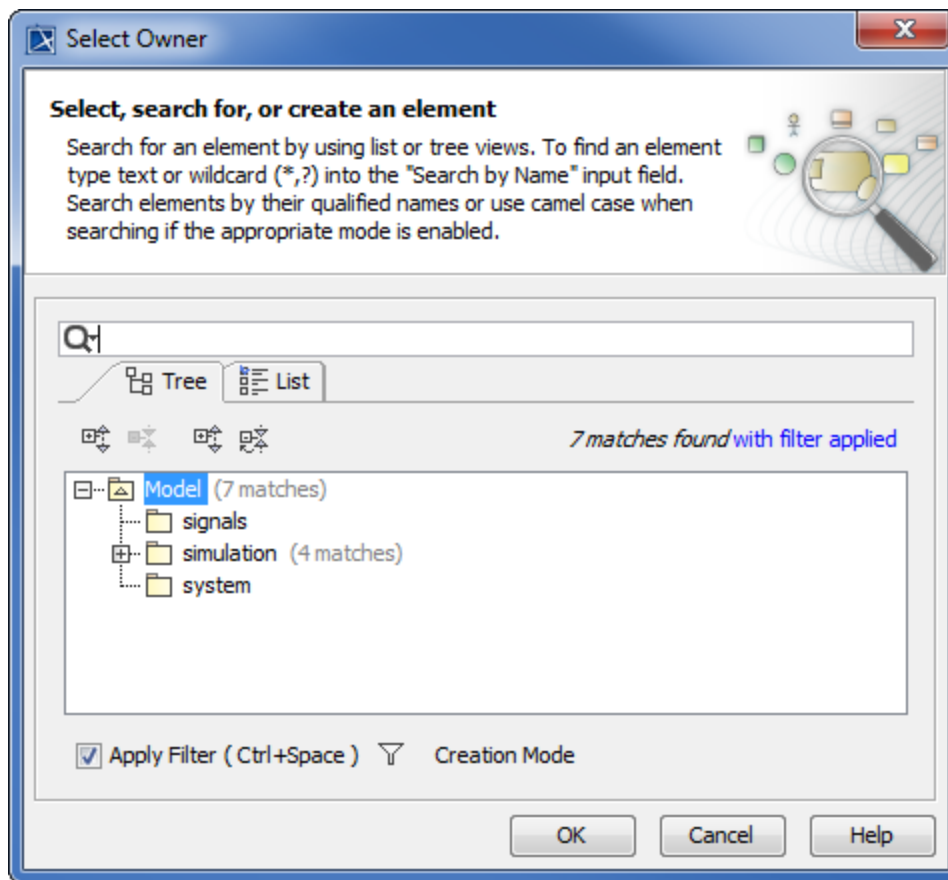 Select Owner
Select, search for, or create an element
Search for an element by using list or tree views. To find an element
type text or wildcard (*,?) into the "Search by Name" input field.
Search elements by their qualified names or use camel case when
searching if the appropriate mode is enabled.
Tree List
7 matches found with filter applied
Model (7 matches)
signals
simulation (4 matches)
system
Apply Filter ( Ctrl+Space ) Creation Mode
OK Cancel Help